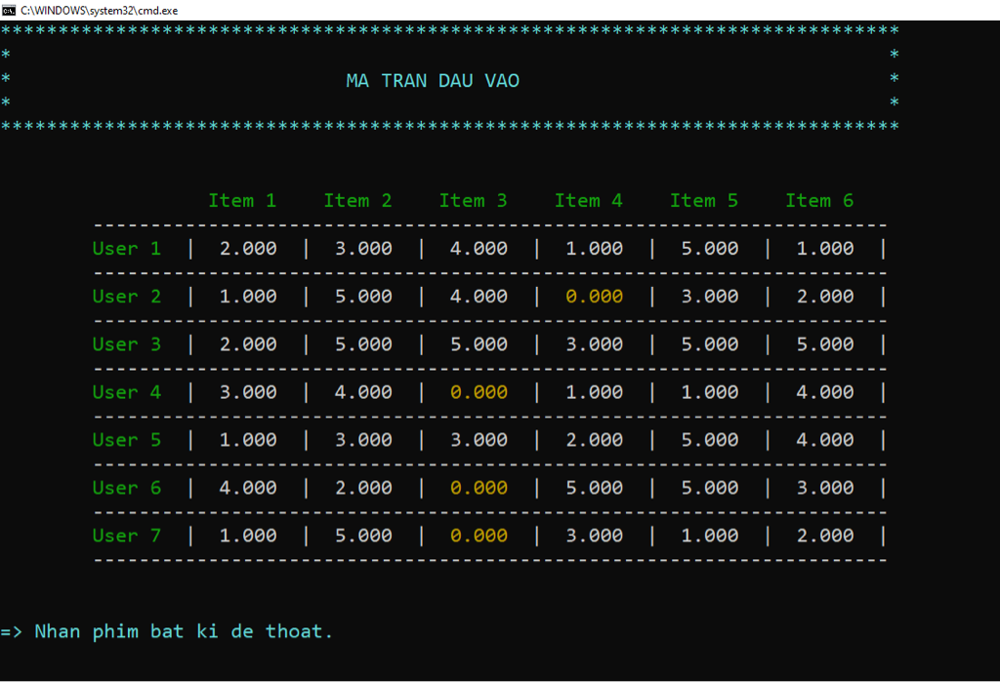 C:\WINDOWS\system32\cmd.exe
******************************************************************************
*                                                                            *
*                             MA TRAN DAU VAO                                *
*                                                                            *
******************************************************************************
Item 1    Item 2    Item 3    Item 4    Item 5    Item 6
---------------------------------------------------------------------
User 1  |  2.000  |  3.000  |  4.000  |  1.000  |  5.000  |  1.000  |
---------------------------------------------------------------------
User 2  |  1.000  |  5.000  |  4.000  |  0.000  |  3.000  |  2.000  |
---------------------------------------------------------------------
User 3  |  2.000  |  5.000  |  5.000  |  3.000  |  5.000  |  5.000  |
---------------------------------------------------------------------
User 4  |  3.000  |  4.000  |  0.000  |  1.000  |  1.000  |  4.000  |
---------------------------------------------------------------------
User 5  |  1.000  |  3.000  |  3.000  |  2.000  |  5.000  |  4.000  |
---------------------------------------------------------------------
User 6  |  4.000  |  2.000  |  0.000  |  5.000  |  5.000  |  3.000  |
---------------------------------------------------------------------
User 7  |  1.000  |  5.000  |  0.000  |  3.000  |  1.000  |  2.000  |
---------------------------------------------------------------------
=> Nhan phim bat ki de thoat.